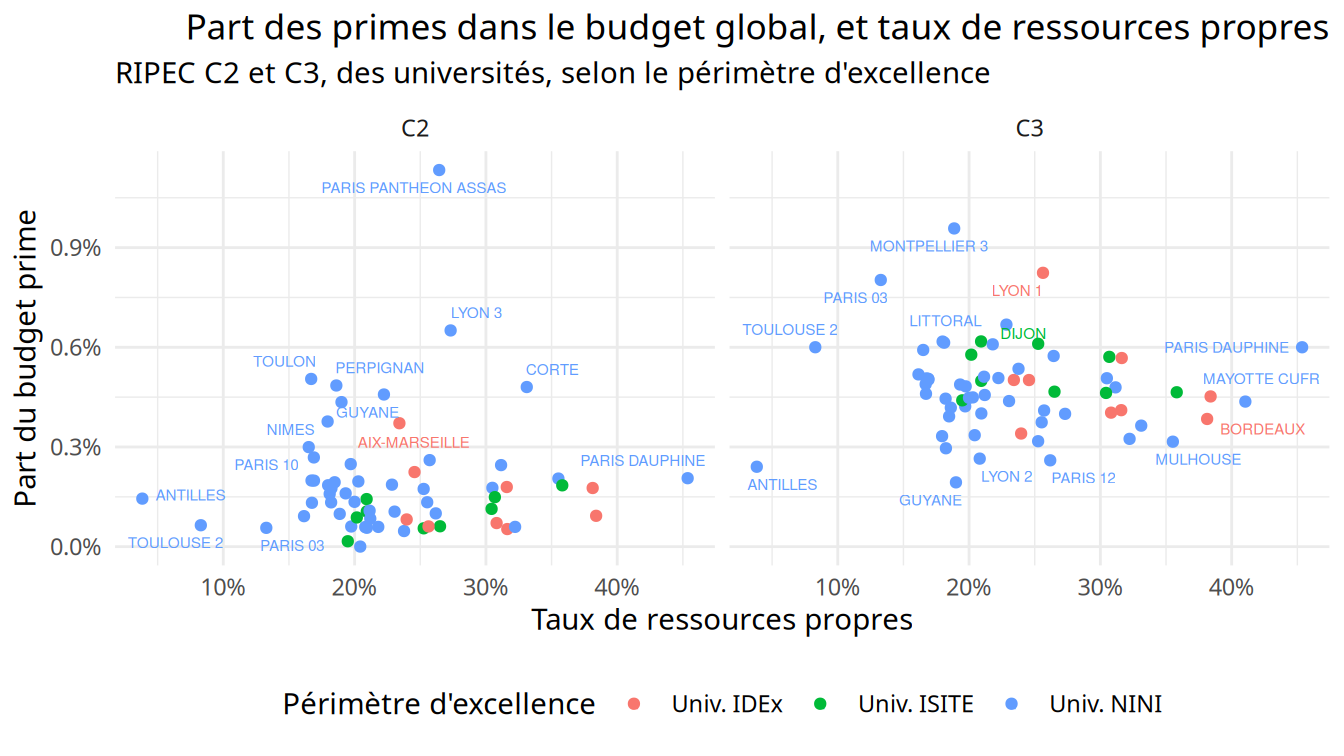 Part des primes dans le budget global, et taux de ressources propres
RIPEC C2 et C3, des universités, selon le périmètre d'excellence
C2
C3
Part du budget prime
0.9%
0.6%
0.3%
0.0%
PARIS PANTHEON ASSAS
LYON 3
TOULON
PERPIGNAN
CORTE
GUYANE
NIMES
AIX-MARSEILLE
PARIS 10
PARIS DAUPHINE
ANTILLES
TOULOUSE 2
PARIS 03
MONTPELLIER 3
LYON 1
PARIS 03
LITTORAL
TOULOUSE 2
DIJON
PARIS DAUPHINE
MAYOTTE CUFR
BORDEAUX
MULHOUSE
LYON 2
PARIS 12
ANTILLES
GUYANE
10%
20%
30%
40%
10%
20%
30%
40%
Taux de ressources propres
Périmètre d'excellence
Univ. IDEx
Univ. ISITE
Univ. NINI